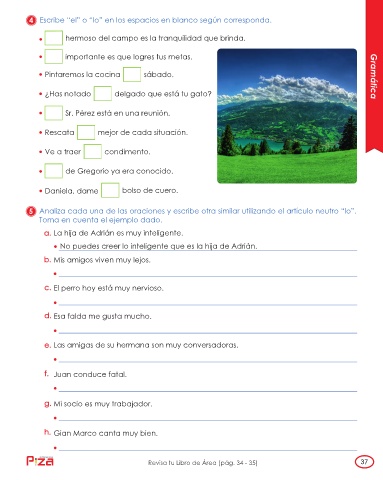 4 Escribe "el" o "lo" en los espacios en blanco según corresponda.
• hermoso del campo es la tranquilidad que brinda.
• importante es que logres tus metas.
• Pintaremos la cocina sábado.
• ¿Has notado delgado que está tu gato?
• Sr. Pérez está en una reunión.
• Rescata mejor de cada situación.
• Ve a traer condimento.
• de Gregorio ya era conocido.
• Daniela, dame bolso de cuero.
Gramática
5 Analiza cada una de las oraciones y escribe otra similar utilizando el artículo neutro "lo".
Toma en cuenta el ejemplo dado.
a. La hija de Adrián es muy inteligente.
• No puedes creer lo inteligente que es la hija de Adrián.
b. Mis amigos viven muy lejos.
c. El perro hoy está muy nervioso.
d. Esa falda me gusta mucho.
e. Las amigas de su hermana son muy conversadoras.
f. Juan conduce fatal.
g. Mi socio es muy trabajador.
h. Gian Marco canta muy bien.
Piza
Revisa tu Libro de Área (pág. 34 - 35)
37